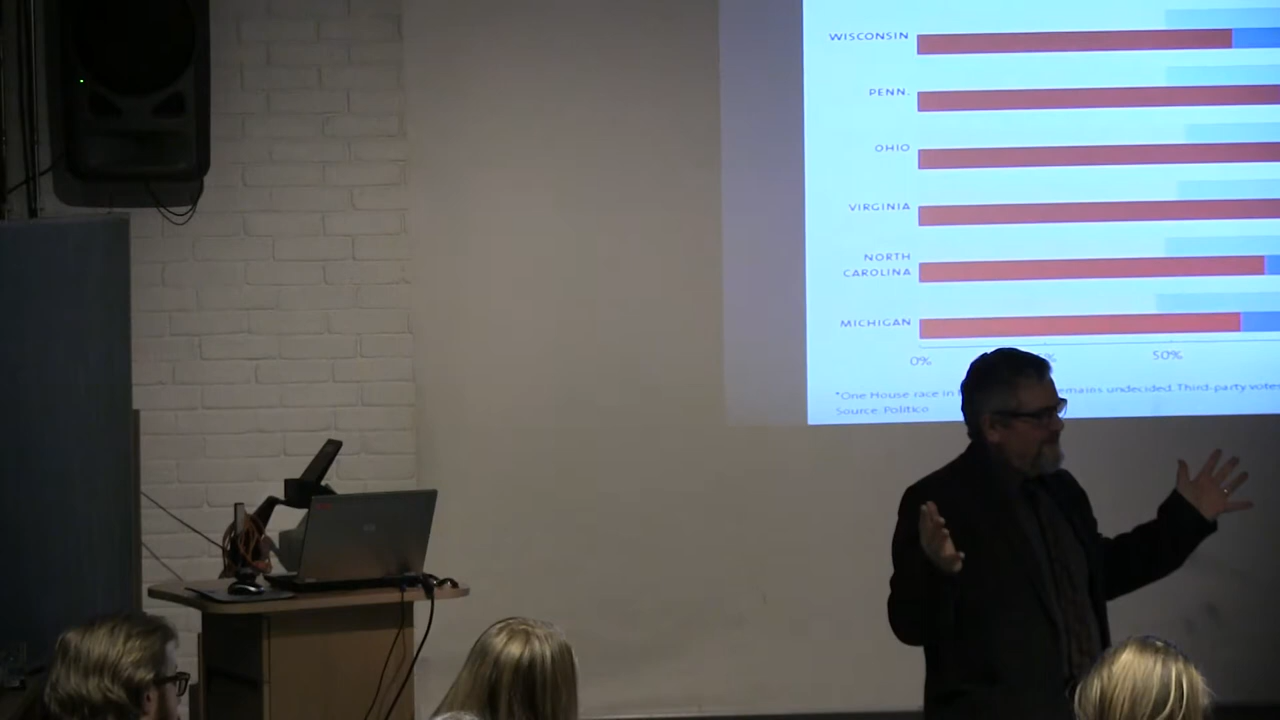 WISCONSIN
PENN.
OHIO
VIRGINIA
NORTH
CAROLINA
MICHIGAN
0%
50%
*One House race in
emains undecided. Third-party votes
Source. Politico